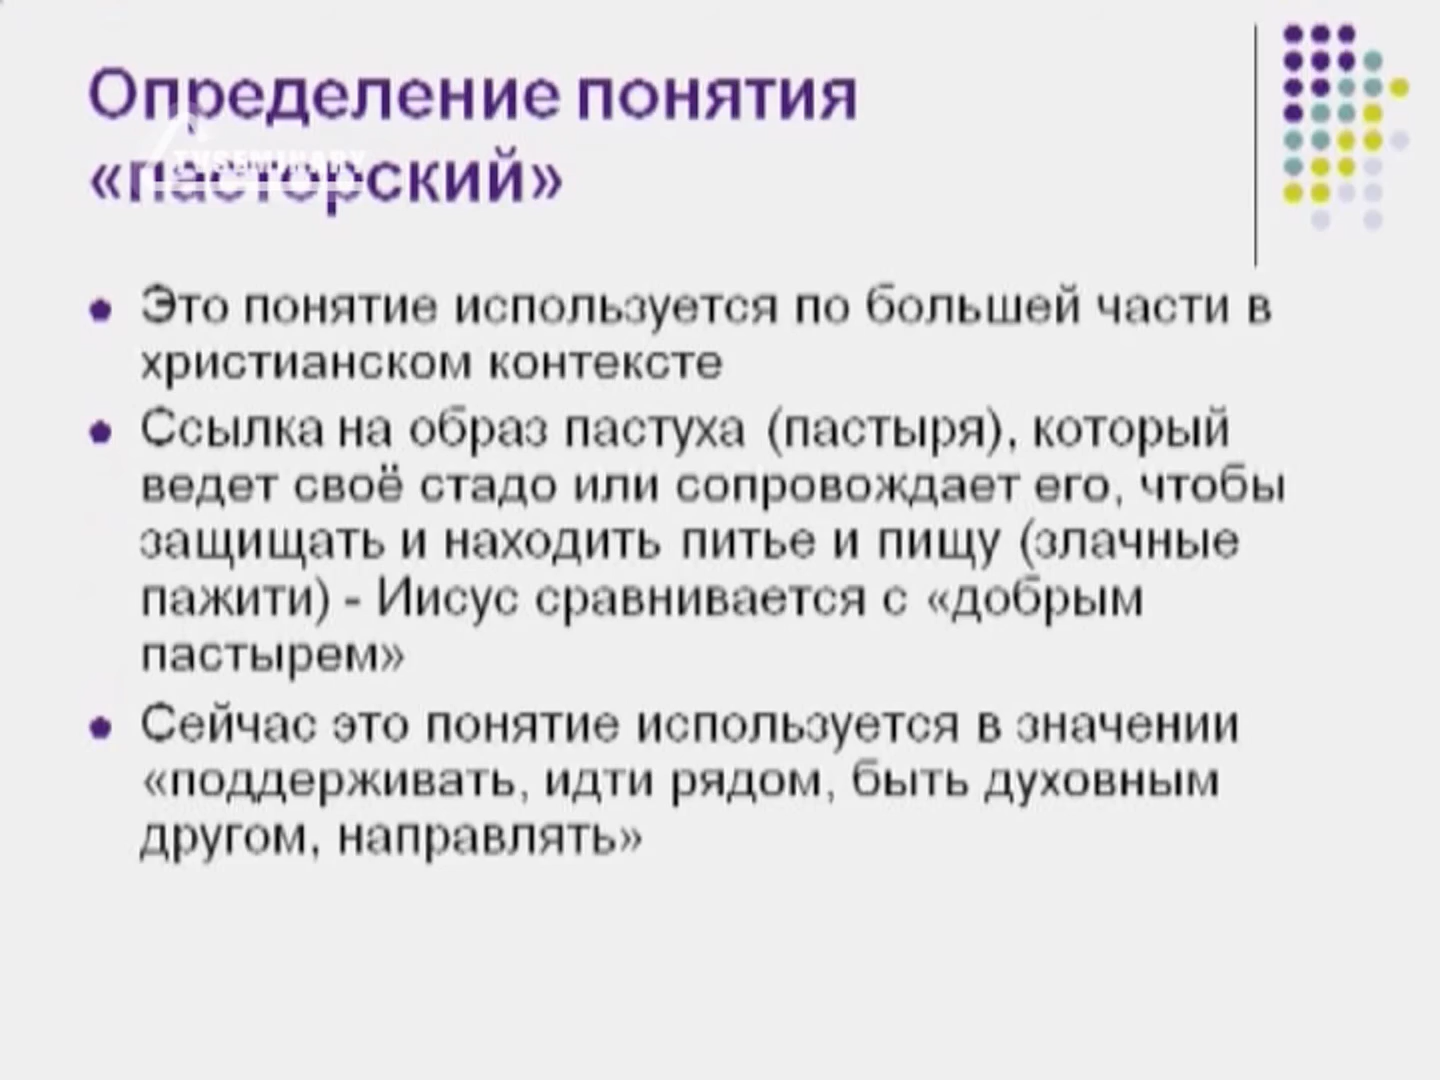 Определение понятия
«пасторский»
TVSEMINARY
Это понятие используется по большей части в
христианском контексте
Ссылка на образ пастуха (пастыря), который
ведет своё стадо или сопровождает его, чтобы
защищать и находить питье и пищу (злачные
пажити) - Иисус сравнивается с «добрым
пастырем»
Сейчас это понятие используется в значении
«поддерживать, идти рядом, быть духовным
другом, направлять»